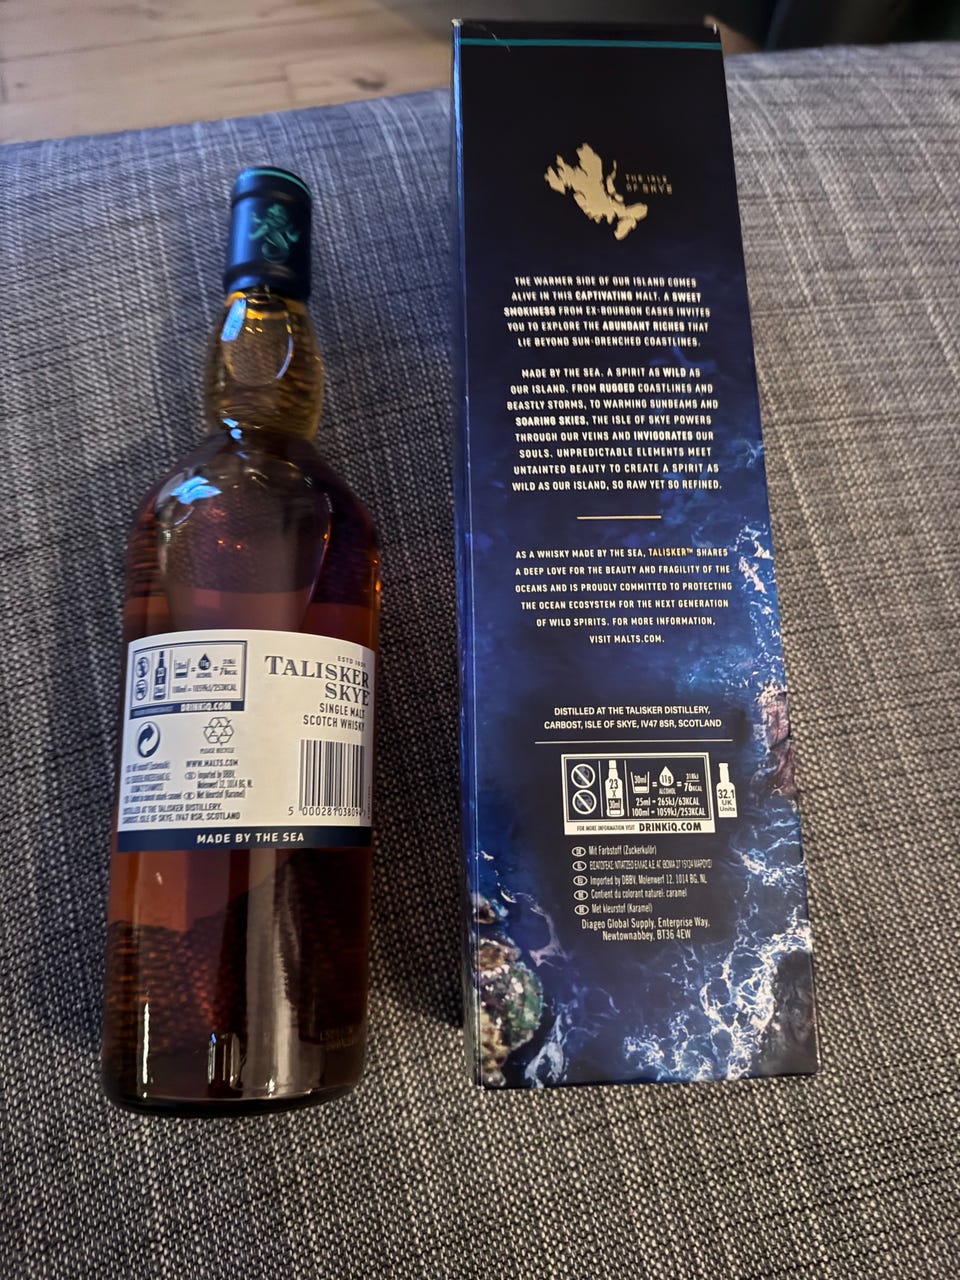 ESTD 1830
TALISKER
SKYE
SINGLE MALT
SCOTCH WHISKY
30ml = 11g ALCOHOL = 318kJ 76KCAL
100ml = 1059kJ/253KCAL
DRINKiQ.COM
PLEASE RECYCLE
WWW.MALTS.COM
Imported by DBBV,
Molenwerf 12, 1014 BG, NL
Met kleurstof (Karamel)
DISTILLED AT THE TALISKER DISTILLERY,
CARBOST, ISLE OF SKYE, IV47 8SR, SCOTLAND
MADE BY THE SEA
THE ISLE
OF SKYE
THE WARMER SIDE OF OUR ISLAND COMES
ALIVE IN THIS CAPTIVATING MALT. A SWEET
SMOKINESS FROM EX-BOURBON CASKS INVITES
YOU TO EXPLORE THE ABUNDANT RICHES THAT
LIE BEYOND SUN-DRENCHED COASTLINES.
MADE BY THE SEA, A SPIRIT AS WILD AS
OUR ISLAND. FROM RUGGED COASTLINES AND
BEASTLY STORMS, TO WARMING SUNBEAMS AND
SOARING SKIES, THE ISLE OF SKYE POWERS
THROUGH OUR VEINS AND INVIGORATES OUR
SOULS. UNPREDICTABLE ELEMENTS MEET
UNTAINTED BEAUTY TO CREATE A SPIRIT AS
WILD AS OUR ISLAND, SO RAW YET SO REFINED.
AS A WHISKY MADE BY THE SEA, TALISKER™ SHARES
A DEEP LOVE FOR THE BEAUTY AND FRAGILITY OF THE
OCEANS AND IS PROUDLY COMMITTED TO PROTECTING
THE OCEAN ECOSYSTEM FOR THE NEXT GENERATION
OF WILD SPIRITS. FOR MORE INFORMATION,
VISIT MALTS.COM.
DISTILLED AT THE TALISKER DISTILLERY,
CARBOST, ISLE OF SKYE, IV47 8SR, SCOTLAND
23 x 30ml
30ml = 11g ALCOHOL = 318kJ 76KCAL
25ml = 265kJ/63KCAL
100ml = 1059kJ/253KCAL
FOR MORE INFORMATION VISIT DRINKiQ.COM
32.1
UK
Units
Mit Farbstoff (Zuckerkulör)
Imported by DBBV, Molenwerf 12, 1014 BG, NL
Contient du colorant naturel: caramel
Met kleurstof (Karamel)
Diageo Global Supply, Enterprise Way,
Newtownabbey, BT36 4EW